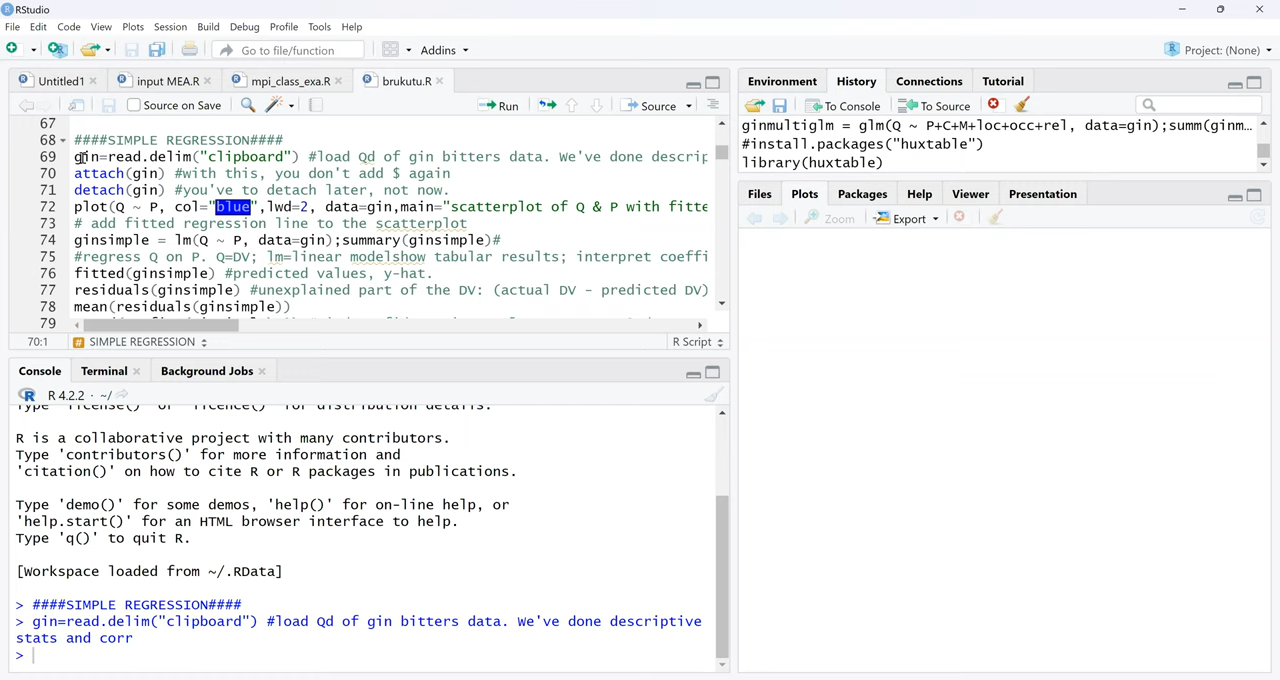 RStudio
File Edit Code View Plots Session Build Debug Profile Tools Help
Go to file/function Addins Project: (None)
Untitled1 input MEA.R mpi_class_exa.R brukutu.R
Source on Save Run Source
67
68 ####SIMPLE REGRESSION####
69 gin=read.delim("clipboard") #load Qd of gin bitters data. We've done descrip
70 attach(gin) #with this, you don't add $ again
71 detach(gin) #you've to detach later, not now.
72 plot(Q ~ P, col="blue",lwd=2, data=gin,main="scatterplot of Q & P with fitte
73 # add fitted regression line to the scatterplot
74 ginsimple = lm(Q ~ P, data=gin);summary(ginsimple)#
75 #regress Q on P. Q=DV; lm=linear modelshow tabular results; interpret coeffi
76 fitted(ginsimple) #predicted values, y-hat.
77 residuals(ginsimple) #unexplained part of the DV: (actual DV - predicted DV)
78 mean(residuals(ginsimple))
79
70:1 # SIMPLE REGRESSION R Script
Console Terminal Background Jobs
R 4.2.2 · ~/
Type 'license()' or 'licence()' for distribution details.
R is a collaborative project with many contributors.
Type 'contributors()' for more information and
'citation()' on how to cite R or R packages in publications.
Type 'demo()' for some demos, 'help()' for on-line help, or
'help.start()' for an HTML browser interface to help.
Type 'q()' to quit R.
[Workspace loaded from ~/.RData]
> ####SIMPLE REGRESSION####
> gin=read.delim("clipboard") #load Qd of gin bitters data. We've done descriptive
stats and corr
>
Environment History Connections Tutorial
To Console To Source
ginmultiglm = glm(Q ~ P+C+M+loc+occ+rel, data=gin);summ(ginm...
#install.packages("huxtable")
library(huxtable)
Files Plots Packages Help Viewer Presentation
Zoom Export